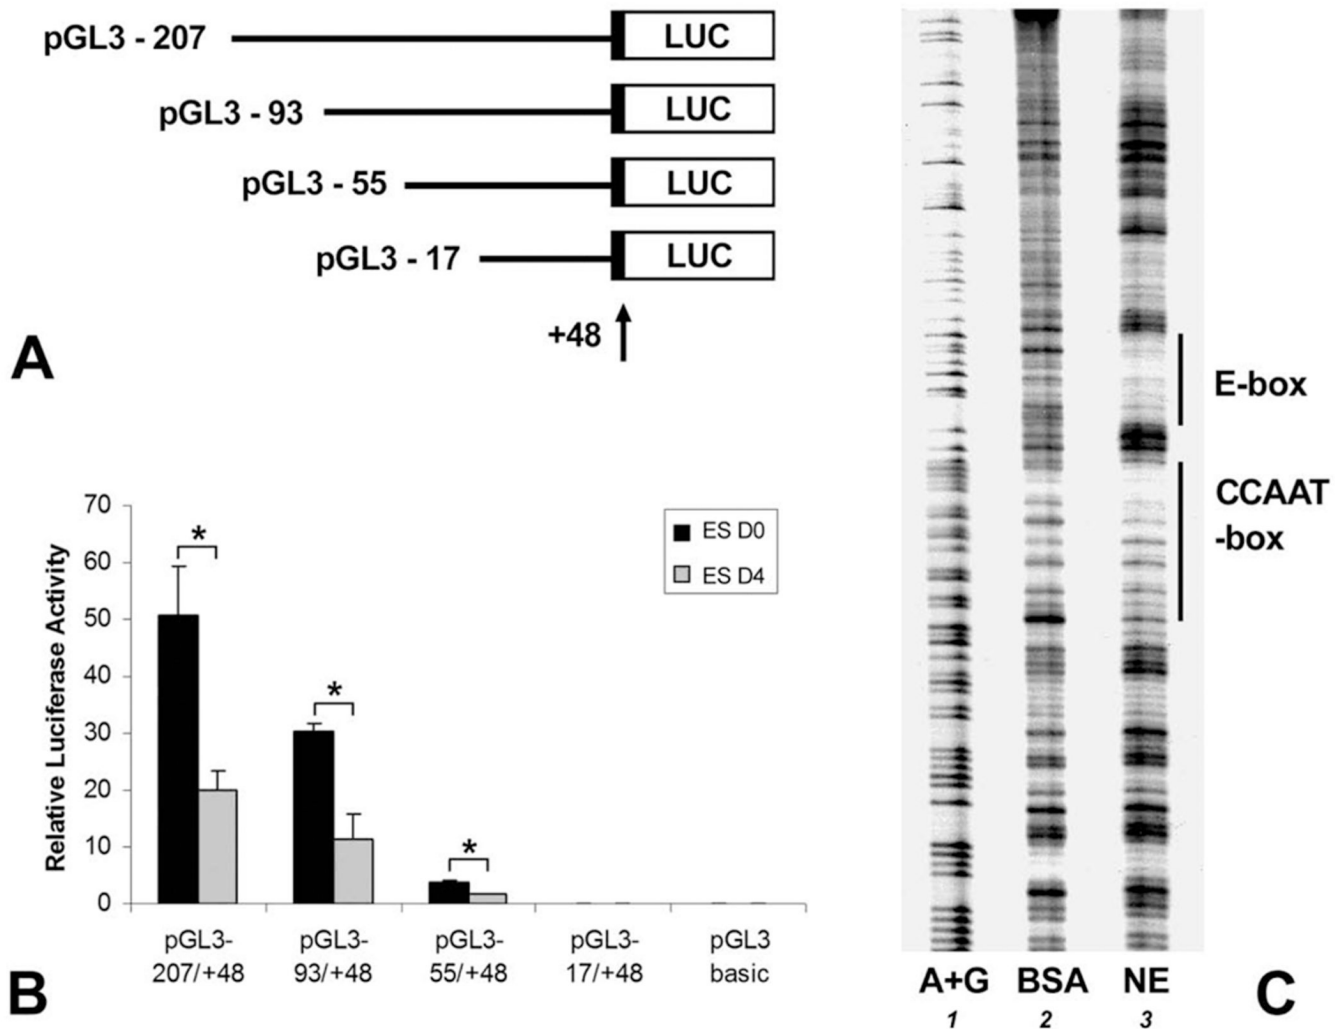 pGL3 - 207
LUC
pGL3 - 93
LUC
pGL3 - 55
LUC
pGL3 - 17
LUC
+48
A
Relative Luciferase Activity
70
60
50
40
30
20
10
0
*
*
*
ES D0
ES D4
pGL3-
207/+48
pGL3-
93/+48
pGL3-
55/+48
pGL3-
17/+48
pGL3
basic
B
E-box
CCAAT
-box
A+G
BSA
NE
1
2
3
C